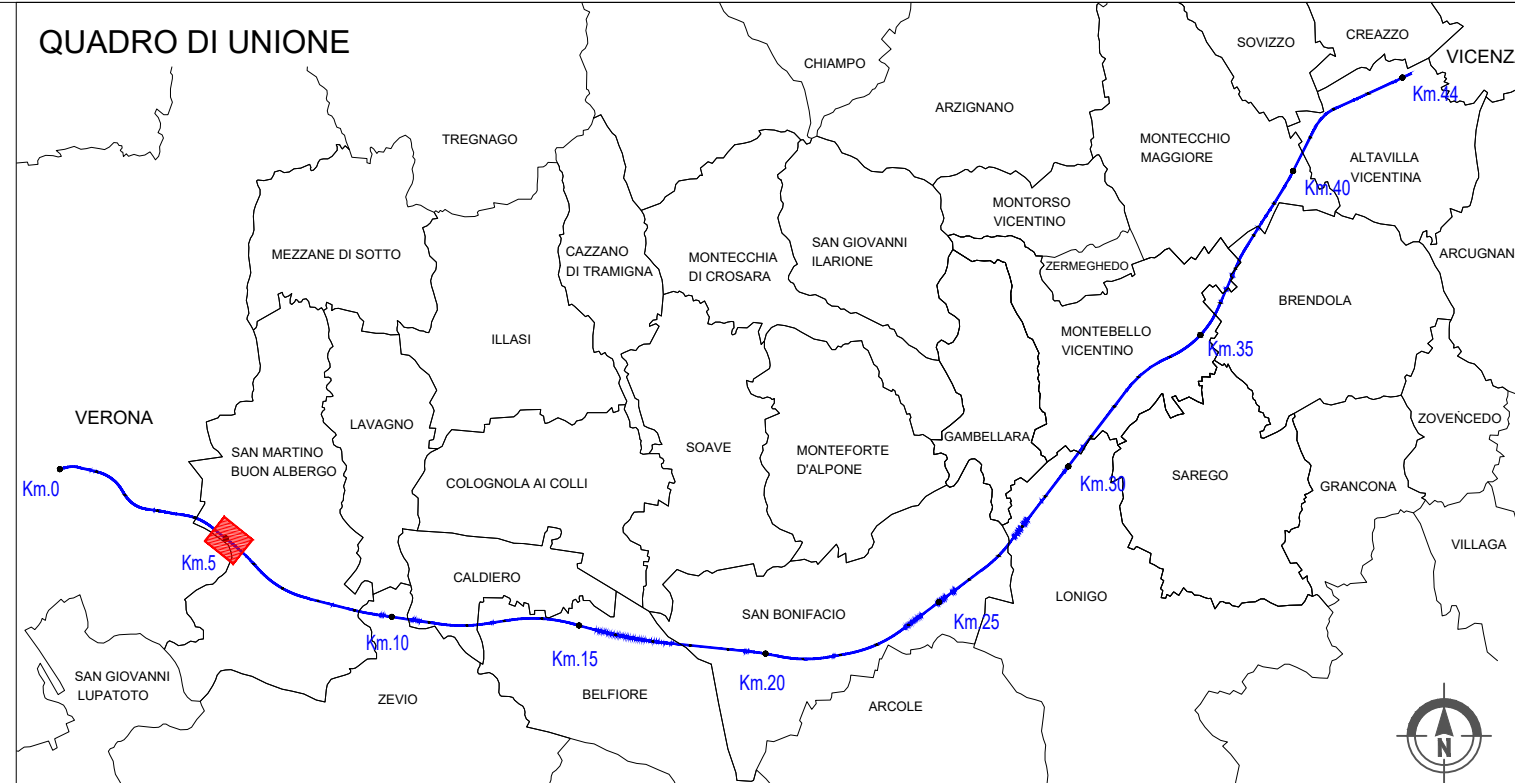 QUADRO DI UNIONE
SOVIZZO
CREAZZO
VICENZ
CHIAMPO
Km.44
ARZIGNANO
TREGNAGO
MONTECCHIO
MAGGIORE
ALTAVILLA
VICENTINA
Km.40
MONTORSO
VICENTINO
MEZZANE DI SOTTO
CAZZANO
DI TRAMIGNA
MONTECCHIA
DI CROSARA
SAN GIOVANNI
ILARIONE
ZERMEGHEDO
ARCUGNAN
BRENDOLA
ILLASI
MONTEBELLO
VICENTINO
Km.35
VERONA
LAVAGNO
ZOVENCEDO
SAN MARTINO
BUON ALBERGO
SOAVE
MONTEFORTE
D'ALPONE
GAMBELLARA
Km.0
COLOGNOLA AI COLLI
Km.30
SAREGO
GRANCONA
VILLAGA
Km.5
CALDIERO
SAN BONIFACIO
Km.25
LONIGO
Km.10
Km.15
SAN GIOVANNI
LUPATOTO
ZEVIO
BELFIORE
Km.20
ARCOLE
N